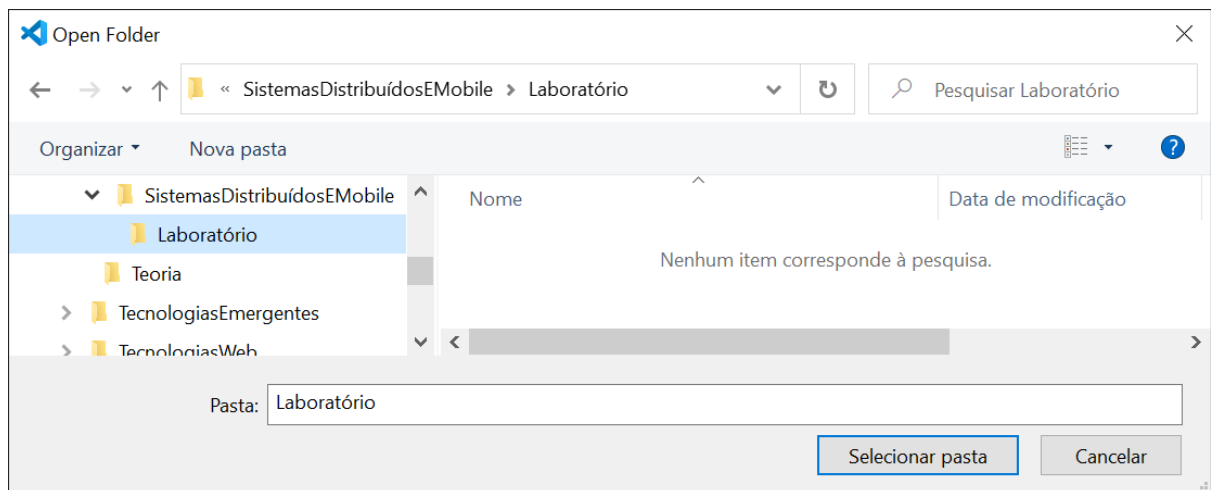 Open Folder
« SistemasDistribuídosEMobile > Laboratório
Pesquisar Laboratório
Organizar
Nova pasta
SistemasDistribuídosEMobile
Laboratório
Teoria
TecnologiasEmergentes
TecnologiasWeb
Nome
Data de modificação
Nenhum item corresponde à pesquisa.
Pasta:
Laboratório
Selecionar pasta
Cancelar